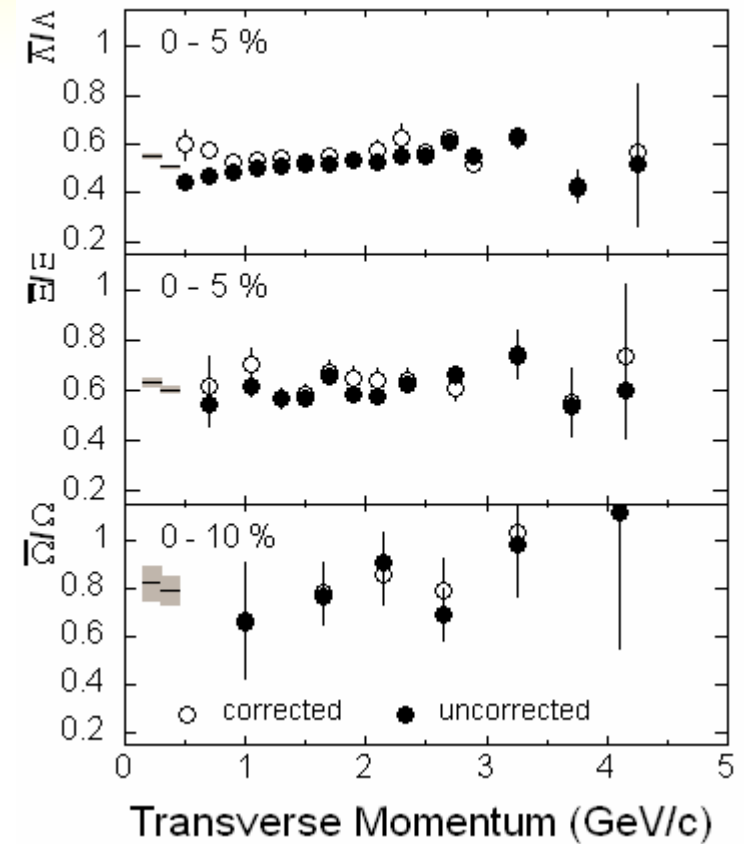 Λ̅/Λ
0 - 5 %
1
0.8
0.6
0.4
0.2
Ξ̅/Ξ
0 - 5 %
1
0.8
0.6
0.4
0.2
Ω̅/Ω
0 - 10 %
1
0.8
0.6
0.4
0.2
corrected
uncorrected
0 1 2 3 4 5
Transverse Momentum (GeV/c)